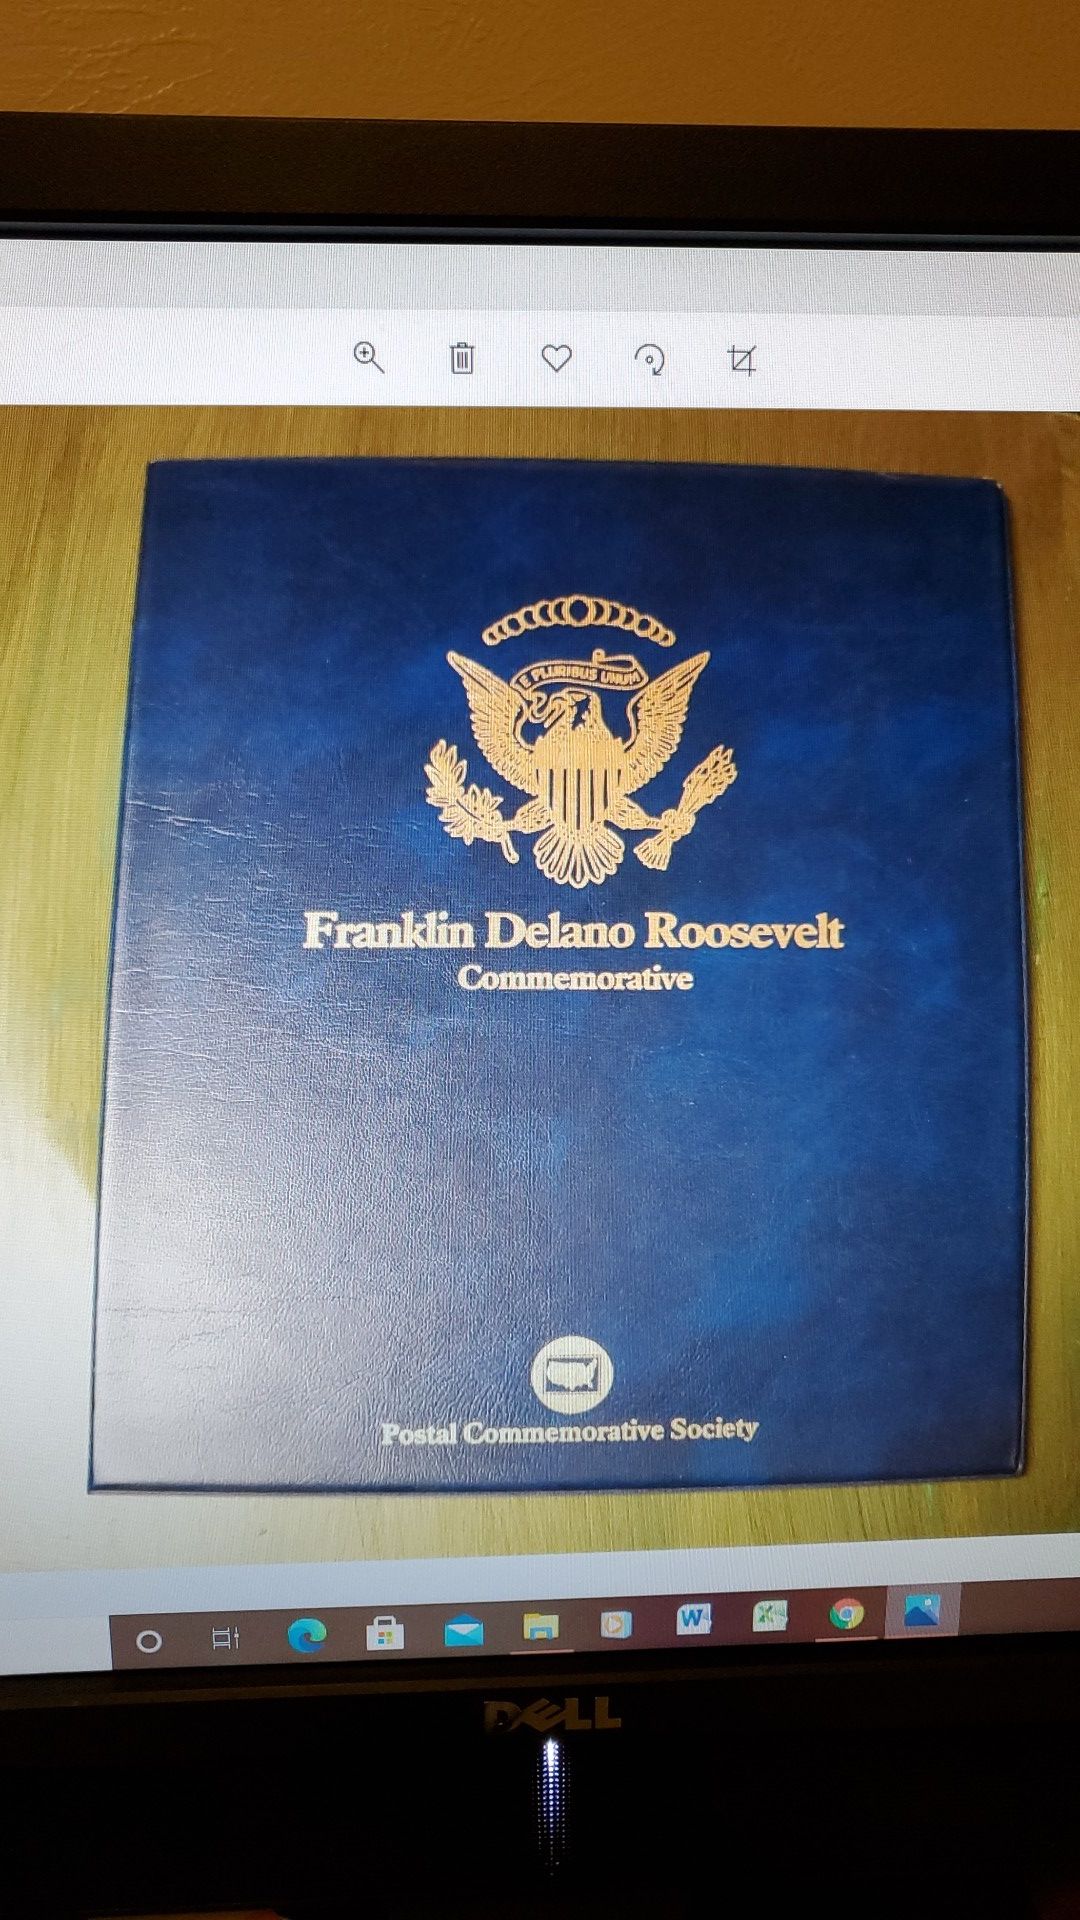 E PLURIBUS UNUM
Franklin Delano Roosevelt
Commemorative
Postal Commemorative Society
W
X
DELL